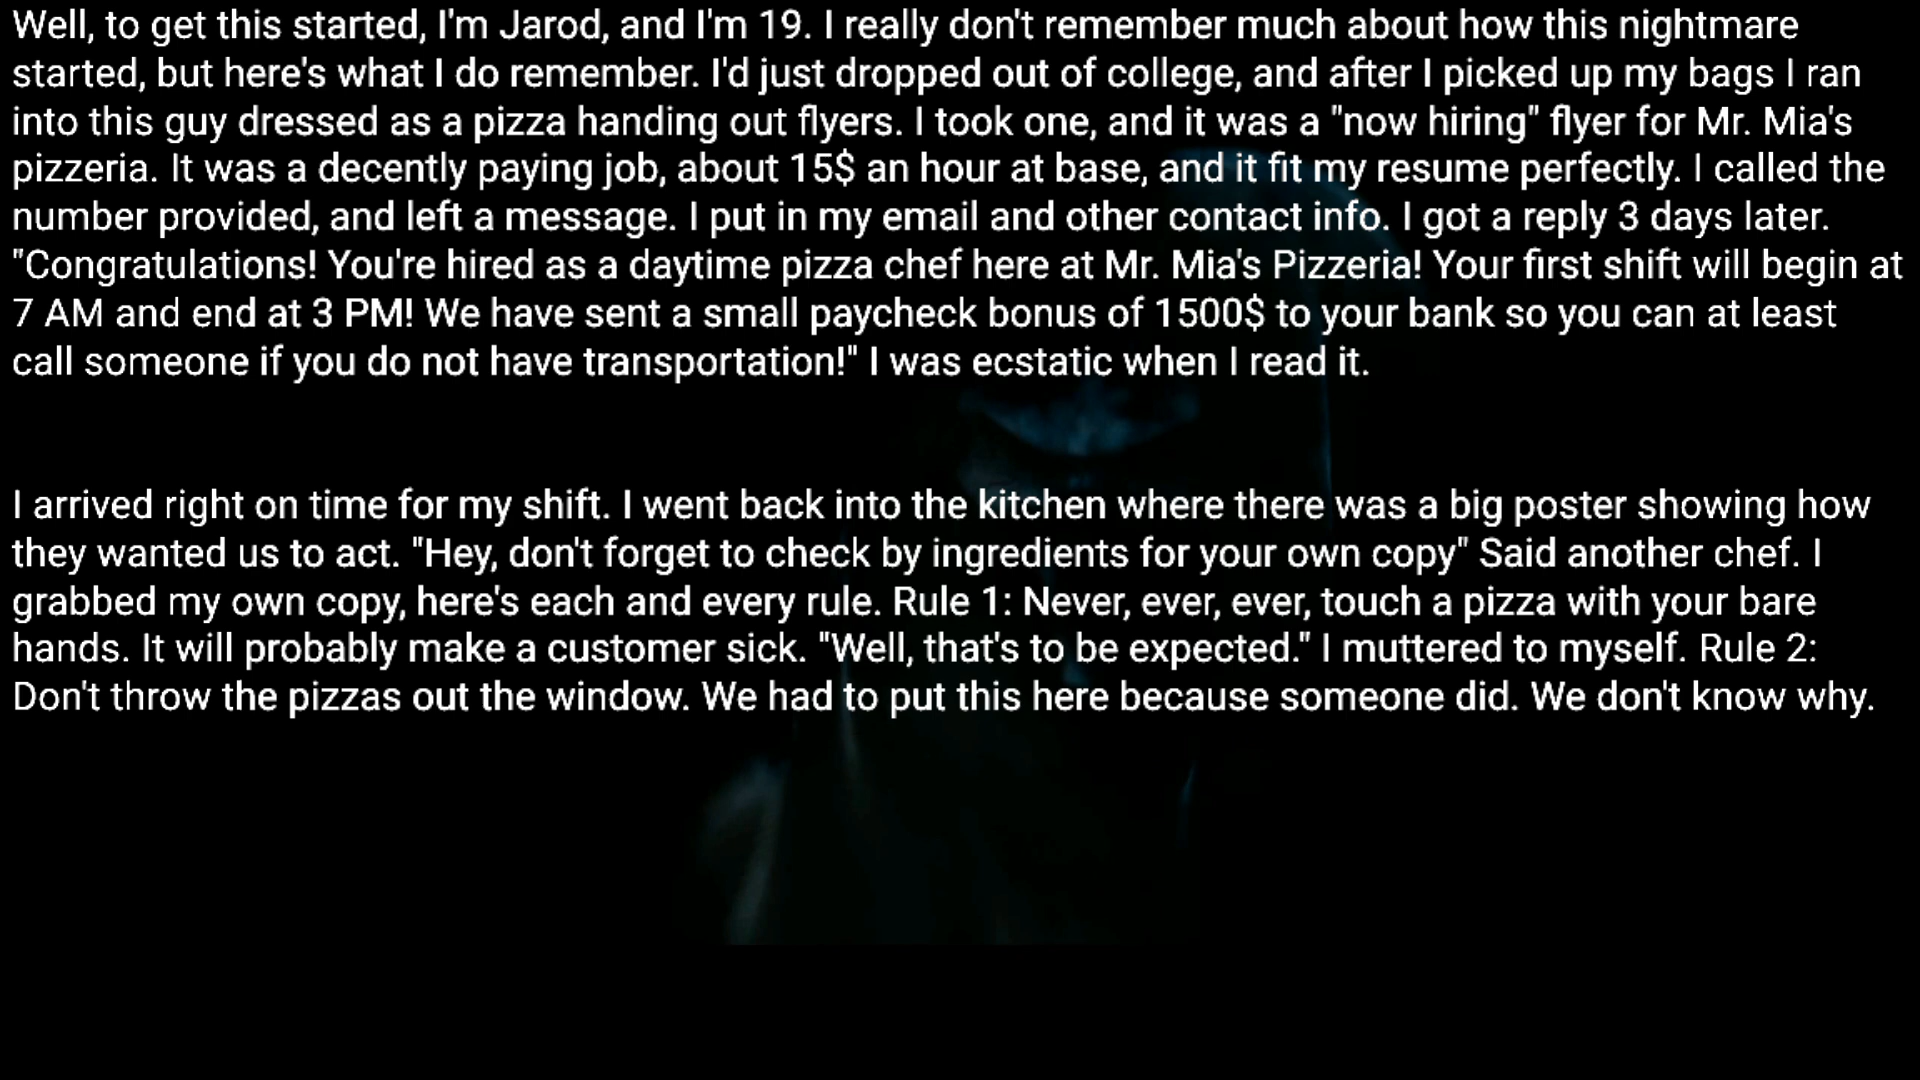 Well, to get this started, I'm Jarod, and I'm 19. I really don't remember much about how this nightmare
started, but here's what I do remember. I'd just dropped out of college, and after I picked up my bags I ran
into this guy dressed as a pizza handing out flyers. I took one, and it was a "now hiring" flyer for Mr. Mia's
pizzeria. It was a decently paying job, about 15$ an hour at base, and it fit my resume perfectly. I called the
number provided, and left a message. I put in my email and other contact info. I got a reply 3 days later.
"Congratulations! You're hired as a daytime pizza chef here at Mr. Mia's Pizzeria! Your first shift will begin at
7 AM and end at 3 PM! We have sent a small paycheck bonus of 1500$ to your bank so you can at least
call someone if you do not have transportation!" I was ecstatic when I read it.
I arrived right on time for my shift. I went back into the kitchen where there was a big poster showing how
they wanted us to act. "Hey, don't forget to check by ingredients for your own copy" Said another chef. I
grabbed my own copy, here's each and every rule. Rule 1: Never, ever, ever, touch a pizza with your bare
hands. It will probably make a customer sick. "Well, that's to be expected." I muttered to myself. Rule 2:
Don't throw the pizzas out the window. We had to put this here because someone did. We don't know why.